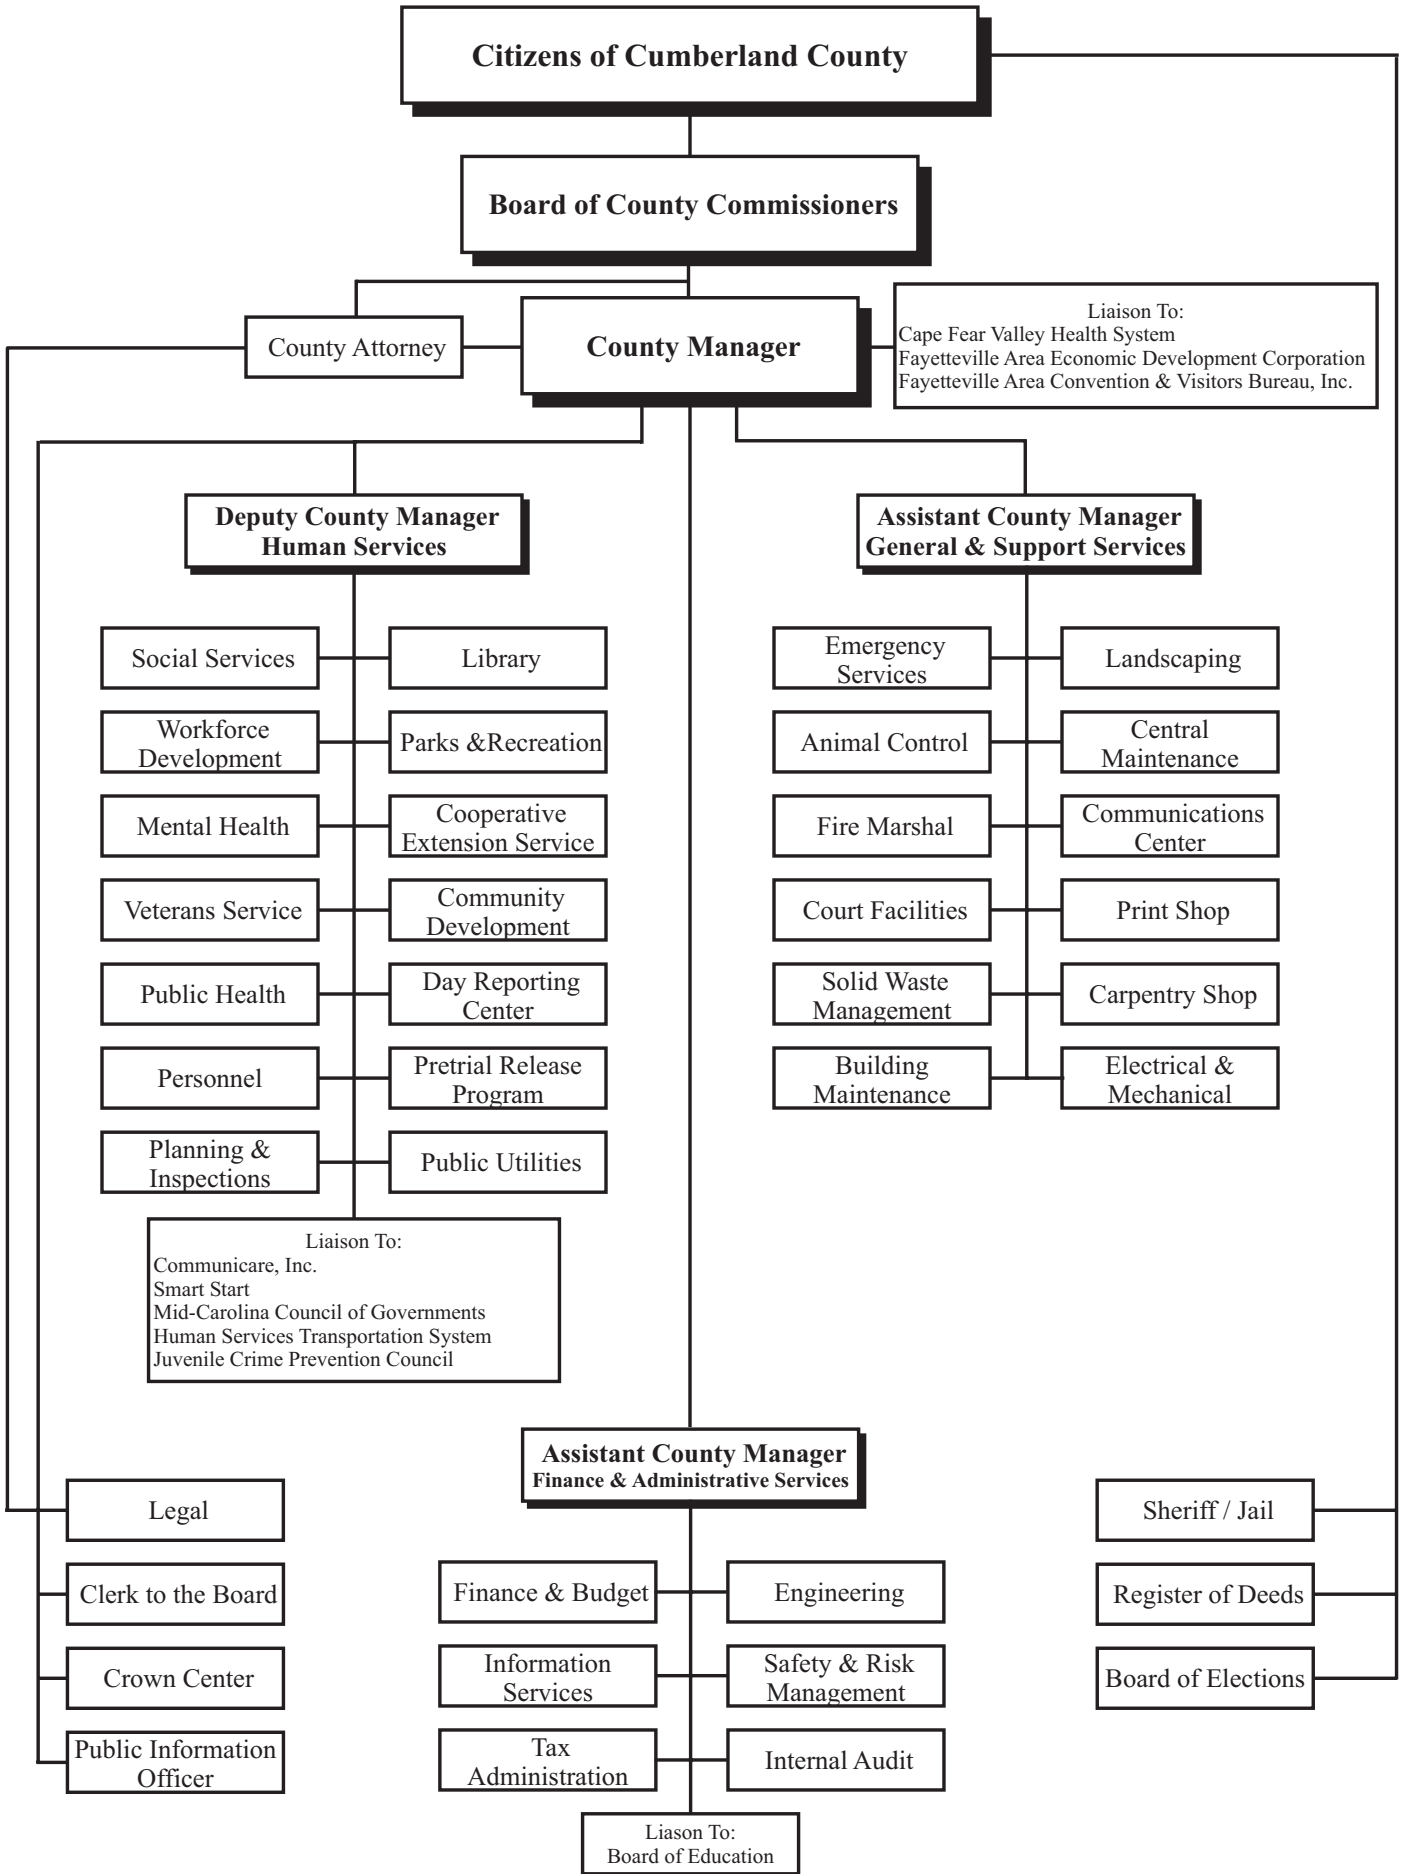 Citizens of Cumberland County
Board of County Commissioners
County Attorney
County Manager
Liaison To:
Cape Fear Valley Health System
Fayetteville Area Economic Development Corporation
Fayetteville Area Convention & Visitors Bureau, Inc.
Deputy County Manager
Human Services
Assistant County Manager
General & Support Services
Social Services
Library
Workforce
Development
Parks &Recreation
Mental Health
Cooperative
Extension Service
Veterans Service
Community
Development
Public Health
Day Reporting
Center
Personnel
Pretrial Release
Program
Planning &
Inspections
Public Utilities
Liaison To:
Communicare, Inc.
Smart Start
Mid-Carolina Council of Governments
Human Services Transportation System
Juvenile Crime Prevention Council
Emergency
Services
Landscaping
Animal Control
Central
Maintenance
Fire Marshal
Communications
Center
Court Facilities
Print Shop
Solid Waste
Management
Carpentry Shop
Building
Maintenance
Electrical &
Mechanical
Assistant County Manager
Finance & Administrative Services
Legal
Clerk to the Board
Crown Center
Public Information
Officer
Finance & Budget
Engineering
Information
Services
Safety & Risk
Management
Tax
Administration
Internal Audit
Liason To:
Board of Education
Sheriff / Jail
Register of Deeds
Board of Elections